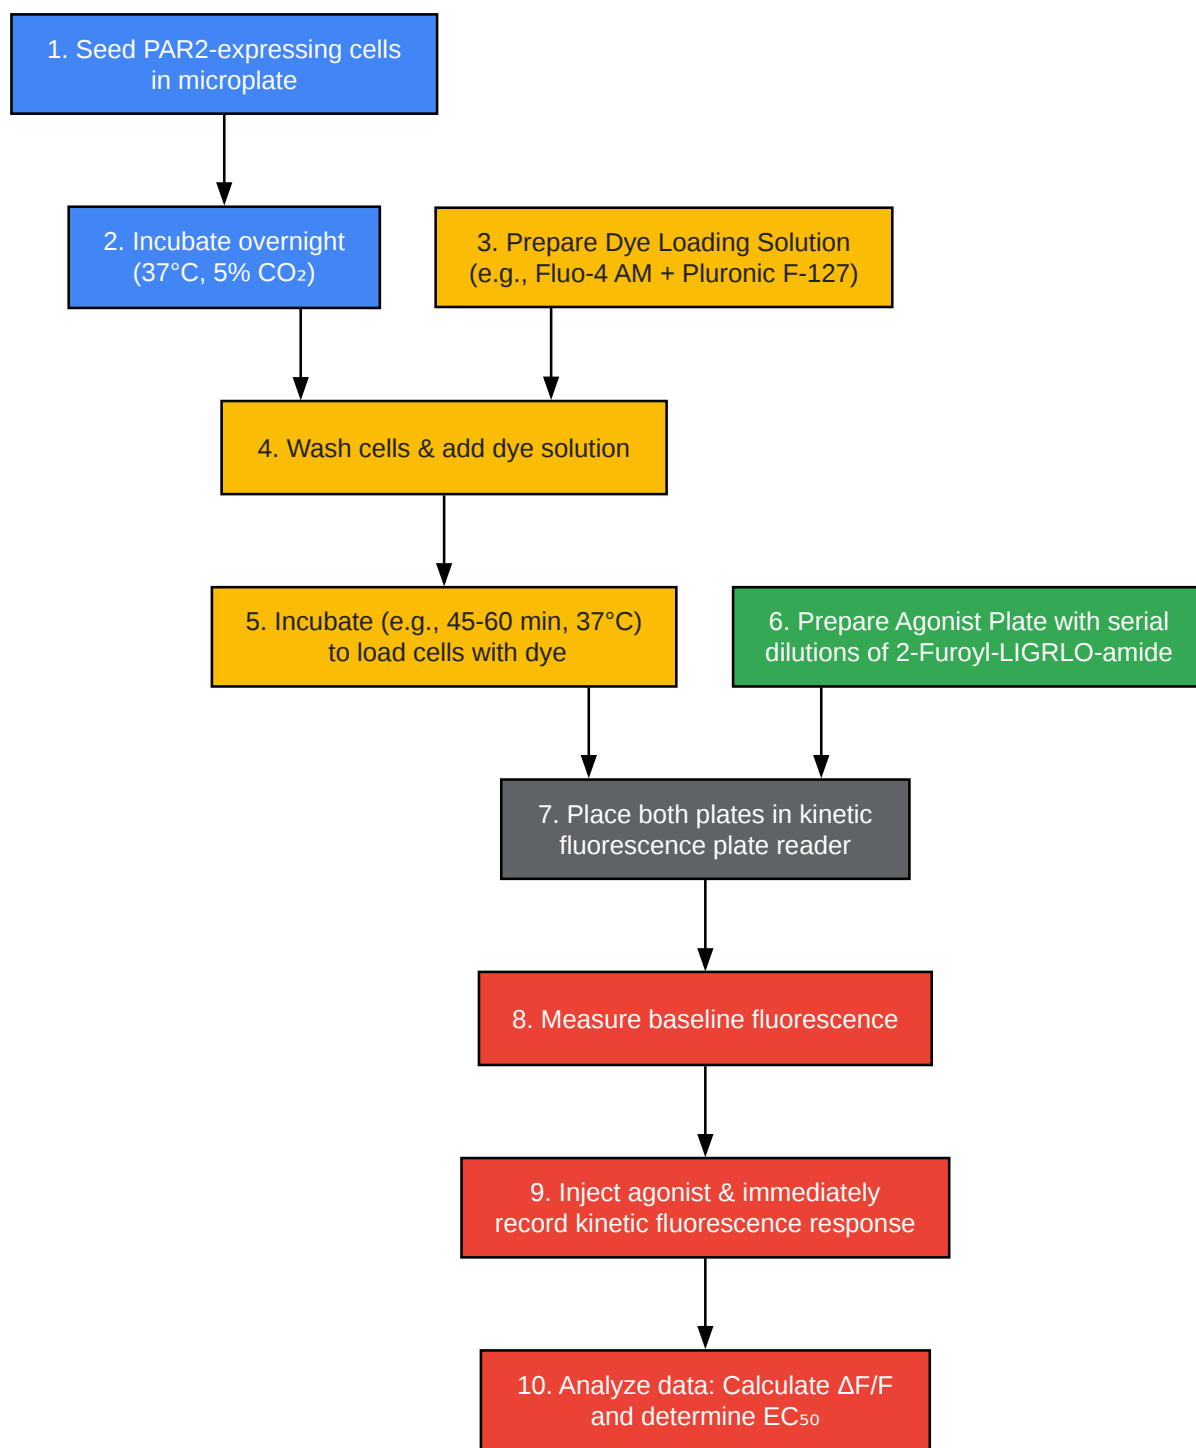 1. Seed PAR2-expressing cells
in microplate
2. Incubate overnight
(37°C, 5% CO₂)
3. Prepare Dye Loading Solution
(e.g., Fluo-4 AM + Pluronic F-127)
4. Wash cells & add dye solution
5. Incubate (e.g., 45-60 min, 37°C)
to load cells with dye
6. Prepare Agonist Plate with serial
dilutions of 2-Furoyl-LIGRLO-amide
7. Place both plates in kinetic
fluorescence plate reader
8. Measure baseline fluorescence
9. Inject agonist & immediately
record kinetic fluorescence response
10. Analyze data: Calculate ΔF/F
and determine EC₅₀